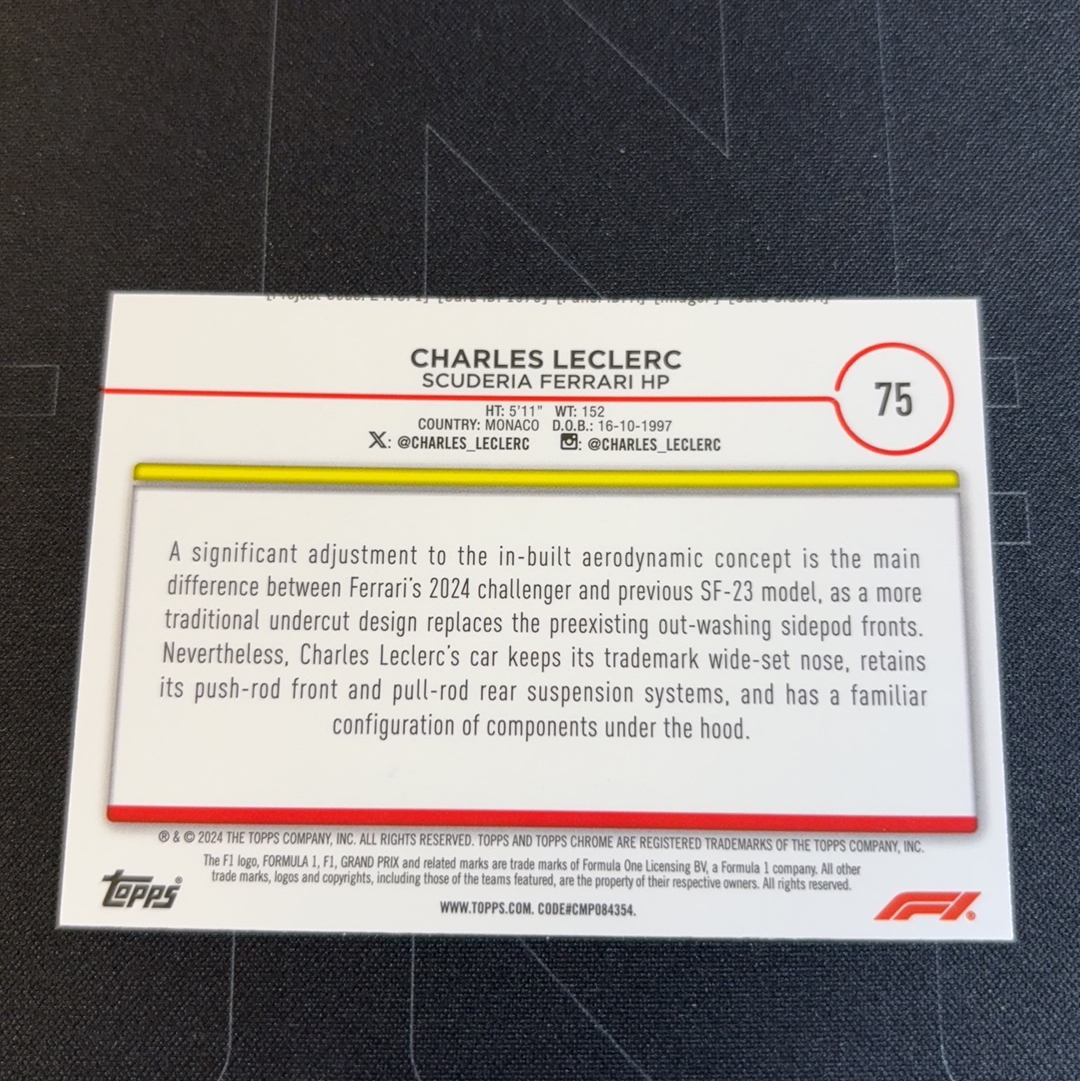 CHARLES LECLERC
SCUDERIA FERRARI HP
75
HT: 5'11" WT: 152
COUNTRY: MONACO D.O.B.: 16-10-1997
X: @CHARLES_LECLERC : @CHARLES_LECLERC
A significant adjustment to the in-built aerodynamic concept is the main
difference between Ferrari's 2024 challenger and previous SF-23 model, as a more
traditional undercut design replaces the preexisting out-washing sidepod fronts.
Nevertheless, Charles Leclerc's car keeps its trademark wide-set nose, retains
its push-rod front and pull-rod rear suspension systems, and has a familiar
configuration of components under the hood.
® & © 2024 THE TOPPS COMPANY, INC. ALL RIGHTS RESERVED. TOPPS AND TOPPS CHROME ARE REGISTERED TRADEMARKS OF THE TOPPS COMPANY, INC.
The F1 logo, FORMULA 1, F1, GRAND PRIX and related marks are trade marks of Formula One Licensing BV, a Formula 1 company. All other
trade marks, logos and copyrights, including those of the teams featured, are the property of their respective owners. All rights reserved.
WWW.TOPPS.COM. CODE#CMP084354.
topps®
F1®